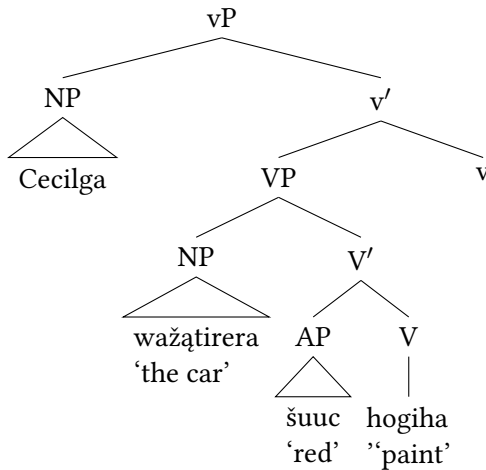 vP
NP v′
Cecilga VP v
NP V′
wažątirera AP V
‘the car’
šuuc hogiha
‘red’ ’‘paint’